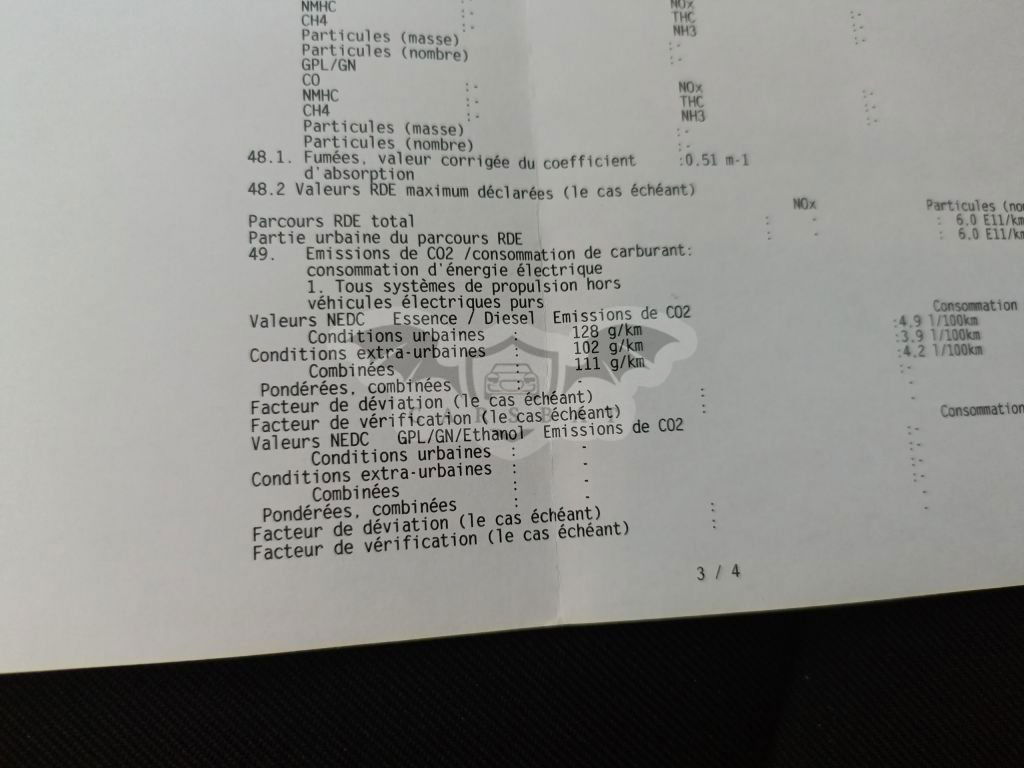 NMHC :- NOx
CH4 :- THC :-
Particules (masse) :- NH3 :-
Particules (nombre) :-
GPL/GN
CO :- NOx :-
NMHC :- THC :-
CH4 :- NH3 :-
Particules (masse) :-
Particules (nombre) :-
48.1. Fumées, valeur corrigée du coefficient :0.51 m-1
d'absorption
48.2 Valeurs RDE maximum déclarées (le cas échéant)
NOx Particules (no
Parcours RDE total : - : 6.0 E11/km
Partie urbaine du parcours RDE : - : 6.0 E11/km
49. Emissions de CO2 /consommation de carburant:
consommation d'énergie électrique
1. Tous systèmes de propulsion hors
véhicules électriques purs
Valeurs NEDC Essence / Diesel Emissions de CO2 Consommation
Conditions urbaines : 128 g/km :4.9 l/100km
Conditions extra-urbaines : 102 g/km :3.9 l/100km
Combinées : 111 g/km :4.2 l/100km
Pondérées, combinées : - :-
Facteur de déviation (le cas échéant) : -
Facteur de vérification (le cas échéant) : -
Valeurs NEDC GPL/GN/Ethanol Emissions de CO2 Consommation
Conditions urbaines : - :-
Conditions extra-urbaines : - :-
Combinées : - :-
Pondérées, combinées : - :-
Facteur de déviation (le cas échéant) : -
Facteur de vérification (le cas échéant) : -
3 / 4